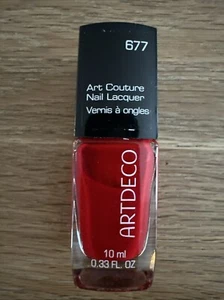 677
Art Couture
Nail Lacquer
Vernis à ongles
ARTDECO
10 ml
0.33 FL. OZ